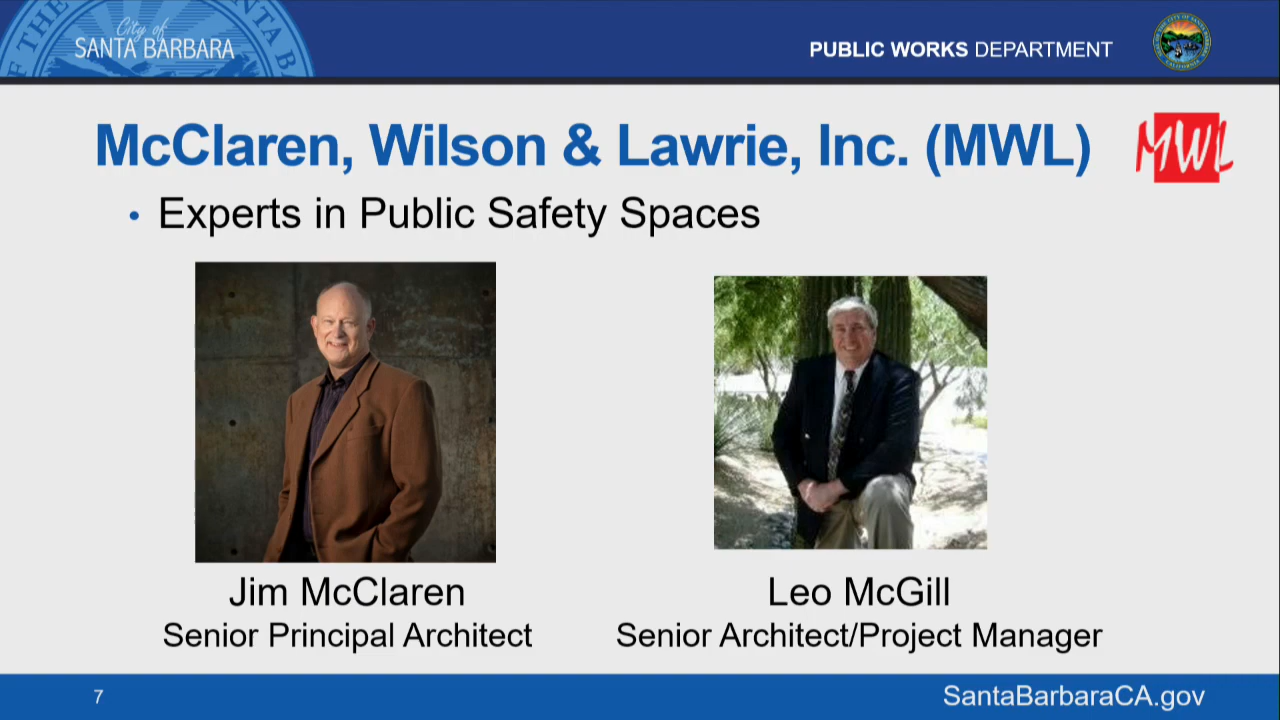 City of
SANTA BARBARA
PUBLIC WORKS DEPARTMENT
McClaren, Wilson & Lawrie, Inc. (MWL)
MWL
• Experts in Public Safety Spaces
Jim McClaren
Senior Principal Architect
Leo McGill
Senior Architect/Project Manager
7
SantaBarbaraCA.gov